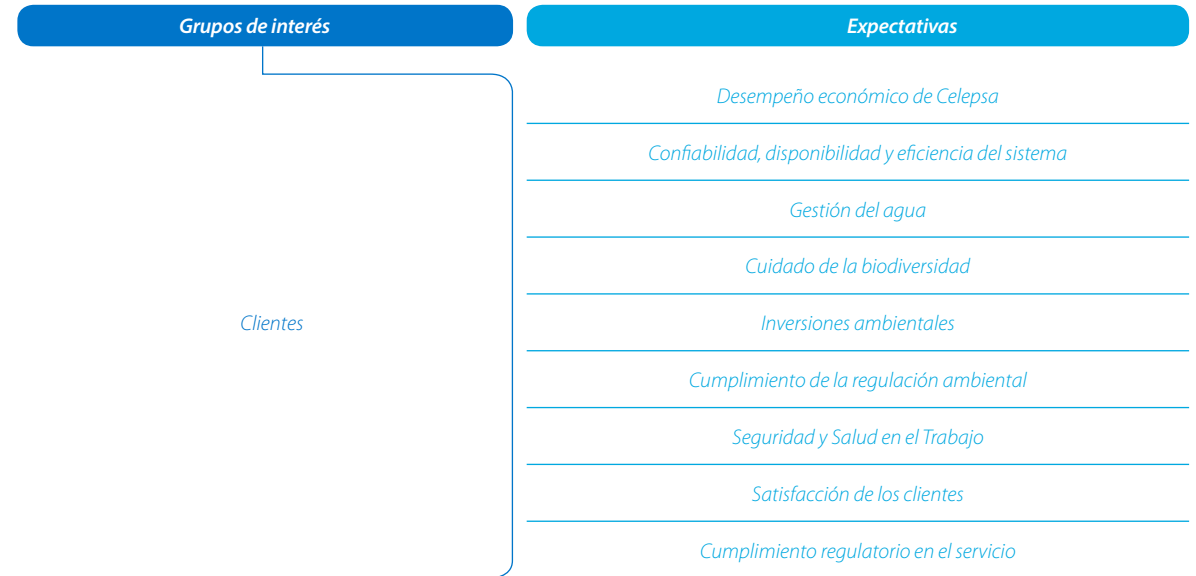 Grupos de interés
Expectativas
Clientes
Desempeño económico de Celepsa
Confiabilidad, disponibilidad y eficiencia del sistema
Gestión del agua
Cuidado de la biodiversidad
Inversiones ambientales
Cumplimiento de la regulación ambiental
Seguridad y Salud en el Trabajo
Satisfacción de los clientes
Cumplimiento regulatorio en el servicio